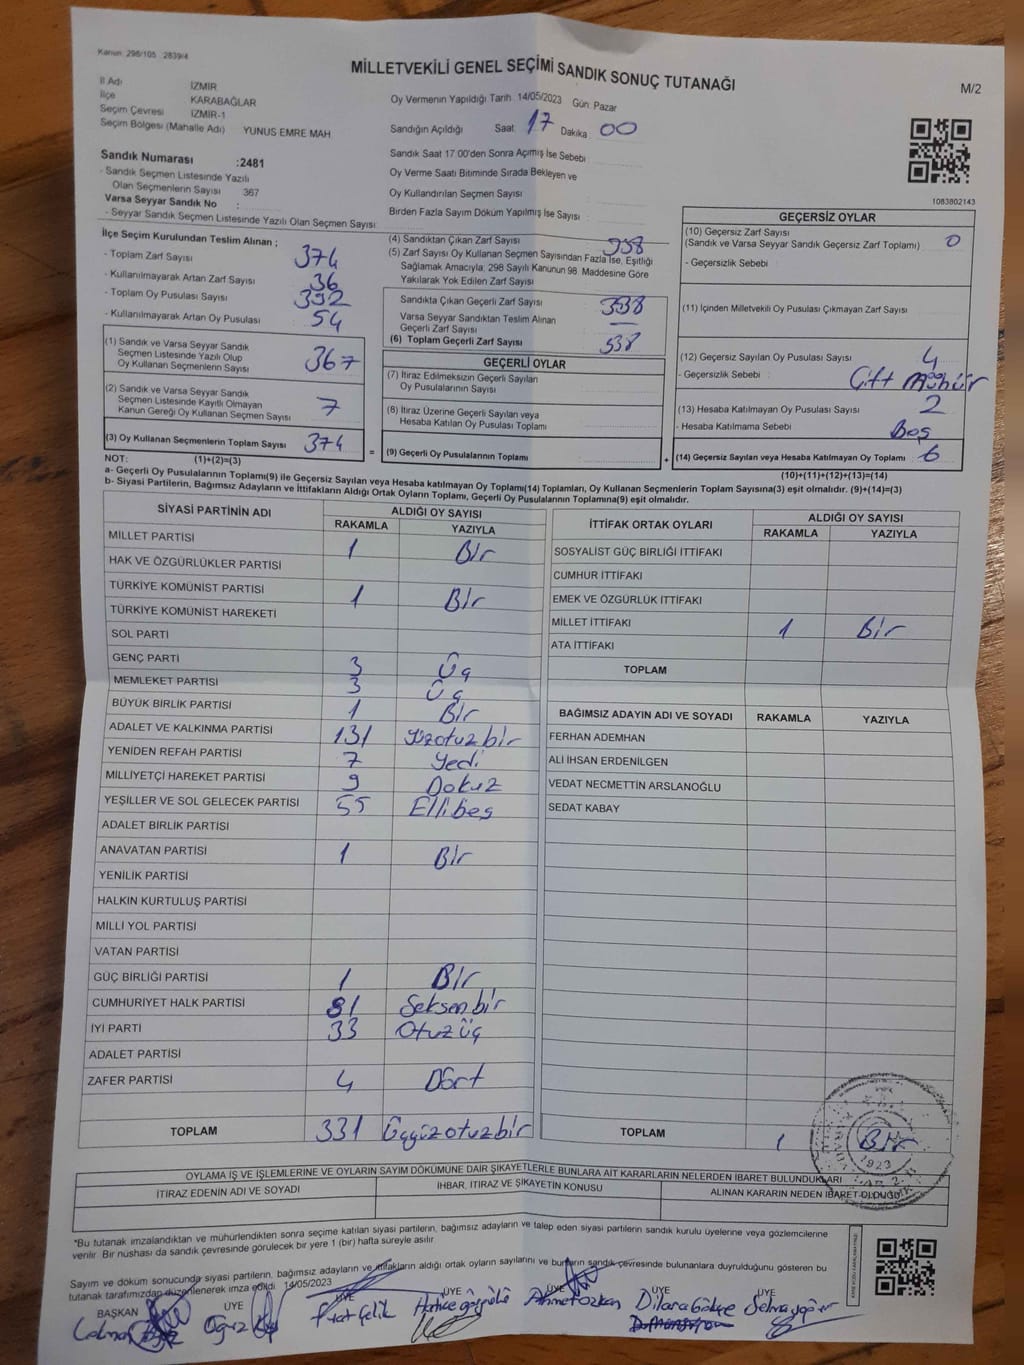 Kanun: 298/105 2839/4
MİLLETVEKİLİ GENEL SEÇİMİ SANDIK SONUÇ TUTANAĞI
M/2
İl Adı İZMİR
İlçe KARABAĞLAR
Seçim Çevresi İZMİR-1
Seçim Bölgesi (Mahalle Adı) YUNUS EMRE MAH.
Oy Vermenin Yapıldığı Tarih :14/05/2023 Gün: Pazar
Sandığın Açıldığı Saat: 17 Dakika 00
Sandık Saat 17:00'den Sonra Açımış İse Sebebi
Oy Verme Saati Bitiminde Sırada Bekleyen ve
Oy Kullandırılan Seçmen Sayısı
Birden Fazla Sayım Döküm Yapılmış İse Sayısı
Sandık Numarası :2481
- Sandık Seçmen Listesinde Yazılı
Olan Seçmenlerin Sayısı 367
Varsa Seyyar Sandık No :
- Seyyar Sandık Seçmen Listesinde Yazılı Olan Seçmen Sayısı
1083802143
İlçe Seçim Kurulundan Teslim Alınan ;
- Toplam Zarf Sayısı 374
- Kullanılmayarak Artan Zarf Sayısı 36
- Toplam Oy Pusulası Sayısı 392
- Kullanılmayarak Artan Oy Pusulası 54
(1) Sandık ve Varsa Seyyar Sandık
Seçmen Listesinde Yazılı Olup
Oy Kullanan Seçmenlerin Sayısı 367
(2) Sandık ve Varsa Seyyar Sandık
Seçmen Listesinde Kayıtlı Olmayan
Kanun Gereği Oy Kullanan Seçmen Sayısı 7
(3) Oy Kullanan Seçmenlerin Toplam Sayısı 374
(4) Sandıktan Çıkan Zarf Sayısı 338
(5) Zarf Sayısı Oy Kullanan Seçmen Sayısından Fazla İse, Eşitliği
Sağlamak Amacıyla; 298 Sayılı Kanunun 98. Maddesine Göre
Yakılarak Yok Edilen Zarf Sayısı
Sandıkta Çıkan Geçerli Zarf Sayısı 338
Varsa Seyyar Sandıktan Teslim Alınan
Geçerli Zarf Sayısı —
(6) Toplam Geçerli Zarf Sayısı 338
GEÇERLİ OYLAR
(7) İtiraz Edilmeksizin Geçerli Sayılan
Oy Pusulalarının Sayısı
(8) İtiraz Üzerine Geçerli Sayılan veya
Hesaba Katılan Oy Pusulası Toplamı
= (9) Geçerli Oy Pusulalarının Toplamı
GEÇERSİZ OYLAR
(10) Geçersiz Zarf Sayısı
(Sandık ve Varsa Seyyar Sandık Geçersiz Zarf Toplamı) 0
- Geçersizlik Sebebi :
(11) İçinden Milletvekili Oy Pusulası Çıkmayan Zarf Sayısı
(12) Geçersiz Sayılan Oy Pusulası Sayısı 4
- Geçersizlik Sebebi : Çift Mühür
(13) Hesaba Katılmayan Oy Pusulası Sayısı 2
- Hesaba Katılmama Sebebi Boş
+ (14) Geçersiz Sayılan veya Hesaba Katılmayan Oy Toplamı 6
NOT: (1)+(2)=(3)
(10)+(11)+(12)+(13)=(14)
a- Geçerli Oy Pusulalarının Toplamı(9) ile Geçersiz Sayılan veya Hesaba Katılmayan Oy Toplamı(14) Toplamları, Oy Kullanan Seçmenlerin Toplam Sayısına(3) eşit olmalıdır. (9)+(14)=(3)
b- Siyasi Partilerin, Bağımsız Adayların ve İttifakların Aldığı Ortak Oyların Toplamı, Geçerli Oy Pusulalarının Toplamına(9) eşit olmalıdır.
SİYASİ PARTİNİN ADI ALDIĞI OY SAYISI
RAKAMLA YAZIYLA
MİLLET PARTİSİ 1 Bir
HAK VE ÖZGÜRLÜKLER PARTİSİ
TÜRKİYE KOMÜNİST PARTİSİ 1 Bir
TÜRKİYE KOMÜNİST HAREKETİ
SOL PARTİ
GENÇ PARTİ 3 Üç
MEMLEKET PARTİSİ 3 Üç
BÜYÜK BİRLİK PARTİSİ 1 Bir
ADALET VE KALKINMA PARTİSİ 131 Yüzotuzbir
YENİDEN REFAH PARTİSİ 7 Yedi
MİLLİYETÇİ HAREKET PARTİSİ 9 Dokuz
YEŞİLLER VE SOL GELECEK PARTİSİ 55 Ellibeş
ADALET BİRLİK PARTİSİ
ANAVATAN PARTİSİ 1 Bir
YENİLİK PARTİSİ
HALKIN KURTULUŞ PARTİSİ
MİLLİ YOL PARTİSİ
VATAN PARTİSİ
GÜÇ BİRLİĞİ PARTİSİ 1 Bir
CUMHURİYET HALK PARTİSİ 81 Seksenbir
İYİ PARTİ 33 Otuzüç
ADALET PARTİSİ
ZAFER PARTİSİ 4 Dört
TOPLAM 331 Üçyüzotuzbir
İTTİFAK ORTAK OYLARI ALDIĞI OY SAYISI
RAKAMLA YAZIYLA
SOSYALİST GÜÇ BİRLİĞİ İTTİFAKI
CUMHUR İTTİFAKI
EMEK VE ÖZGÜRLÜK İTTİFAKI
MİLLET İTTİFAKI 1 Bir
ATA İTTİFAKI
TOPLAM
BAĞIMSIZ ADAYIN ADI VE SOYADI RAKAMLA YAZIYLA
FERHAN ADEMHAN
ALİ İHSAN ERDENİLGEN
VEDAT NECMETTİN ARSLANOĞLU
SEDAT KABAY
TOPLAM 1 Bir
1923
OYLAMA İŞ VE İŞLEMLERİNE VE OYLARIN SAYIM DÖKÜMÜNE DAİR ŞİKAYETLERLE BUNLARA AİT KARARLARIN NELERDEN İBARET BULUNDUKLARI
İTİRAZ EDENİN ADI VE SOYADI İHBAR, İTİRAZ VE ŞİKAYETİN KONUSU ALINAN KARARIN NEDEN İBARET OLDUĞU
*Bu tutanak imzalandıktan ve mühürlendikten sonra seçime katılan siyasi partilerin, bağımsız adayların ve talep eden siyasi partilerin sandık kurulu üyelerine veya gözlemcilerine
verilir. Bir nüshası da sandık çevresinde görülecek bir yere 1 (bir) hafta süreyle asılır.
Sayım ve döküm sonucunda siyasi partilerin, bağımsız adayların ve ittifakların aldığı ortak oyların sayılarını ve bunların sandık çevresinde bulunanlara duyrulduğunu gösteren bu
tutanak tarafımızdan düzenlenerek imza edildi. 14/05/2023
BAŞKAN ÜYE ÜYE ÜYE ÜYE ÜYE ÜYE
Oğuz Fırat Çelik Hatice Ahmet Özkan Dilara Gökçe Selma